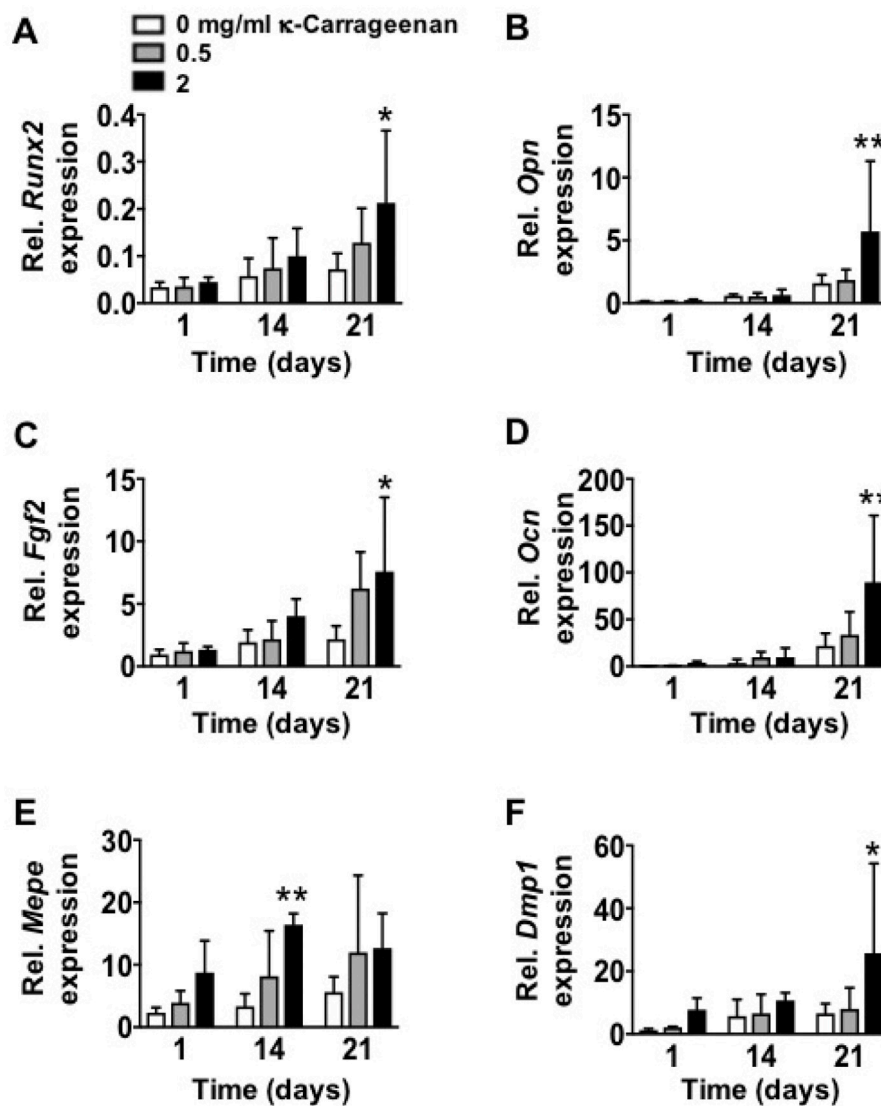 A
0 mg/ml κ-Carrageenan
0.5
2
Rel. Runx2
expression
0.4
0.3
0.2
0.1
0.0
*
1 14 21
Time (days)
B
Rel. Opn
expression
15
10
5
0
**
1 14 21
Time (days)
C
Rel. Fgf2
expression
15
10
5
0
*
1 14 21
Time (days)
D
Rel. Ocn
expression
200
150
100
50
0
**
1 14 21
Time (days)
E
Rel. Mepe
expression
30
20
10
0
**
1 14 21
Time (days)
F
Rel. Dmp1
expression
60
40
20
0
*
1 14 21
Time (days)